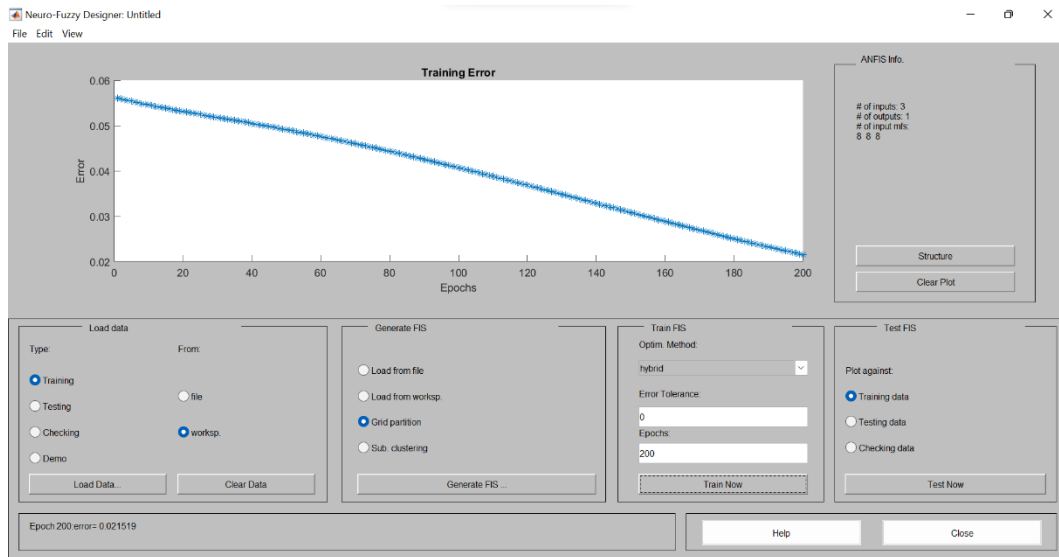 Neuro-Fuzzy Designer: Untitled
File Edit View
Training Error
0.06
0.05
0.04
0.03
0.02
Error
0 20 40 60 80 100 120 140 160 180 200
Epochs
ANFIS Info.
# of inputs: 3
# of outputs: 1
# of input mfs:
8 8 8
Structure
Clear Plot
Load data
Type:
From:
Training
Testing
Checking
Demo
file
worksp.
Load Data...
Clear Data
Generate FIS
Load from file
Load from worksp.
Grid partition
Sub. clustering
Generate FIS ...
Train FIS
Optim. Method:
hybrid
Error Tolerance:
0
Epochs:
200
Train Now
Test FIS
Plot against:
Training data
Testing data
Checking data
Test Now
Epoch 200:error= 0.021519
Help
Close